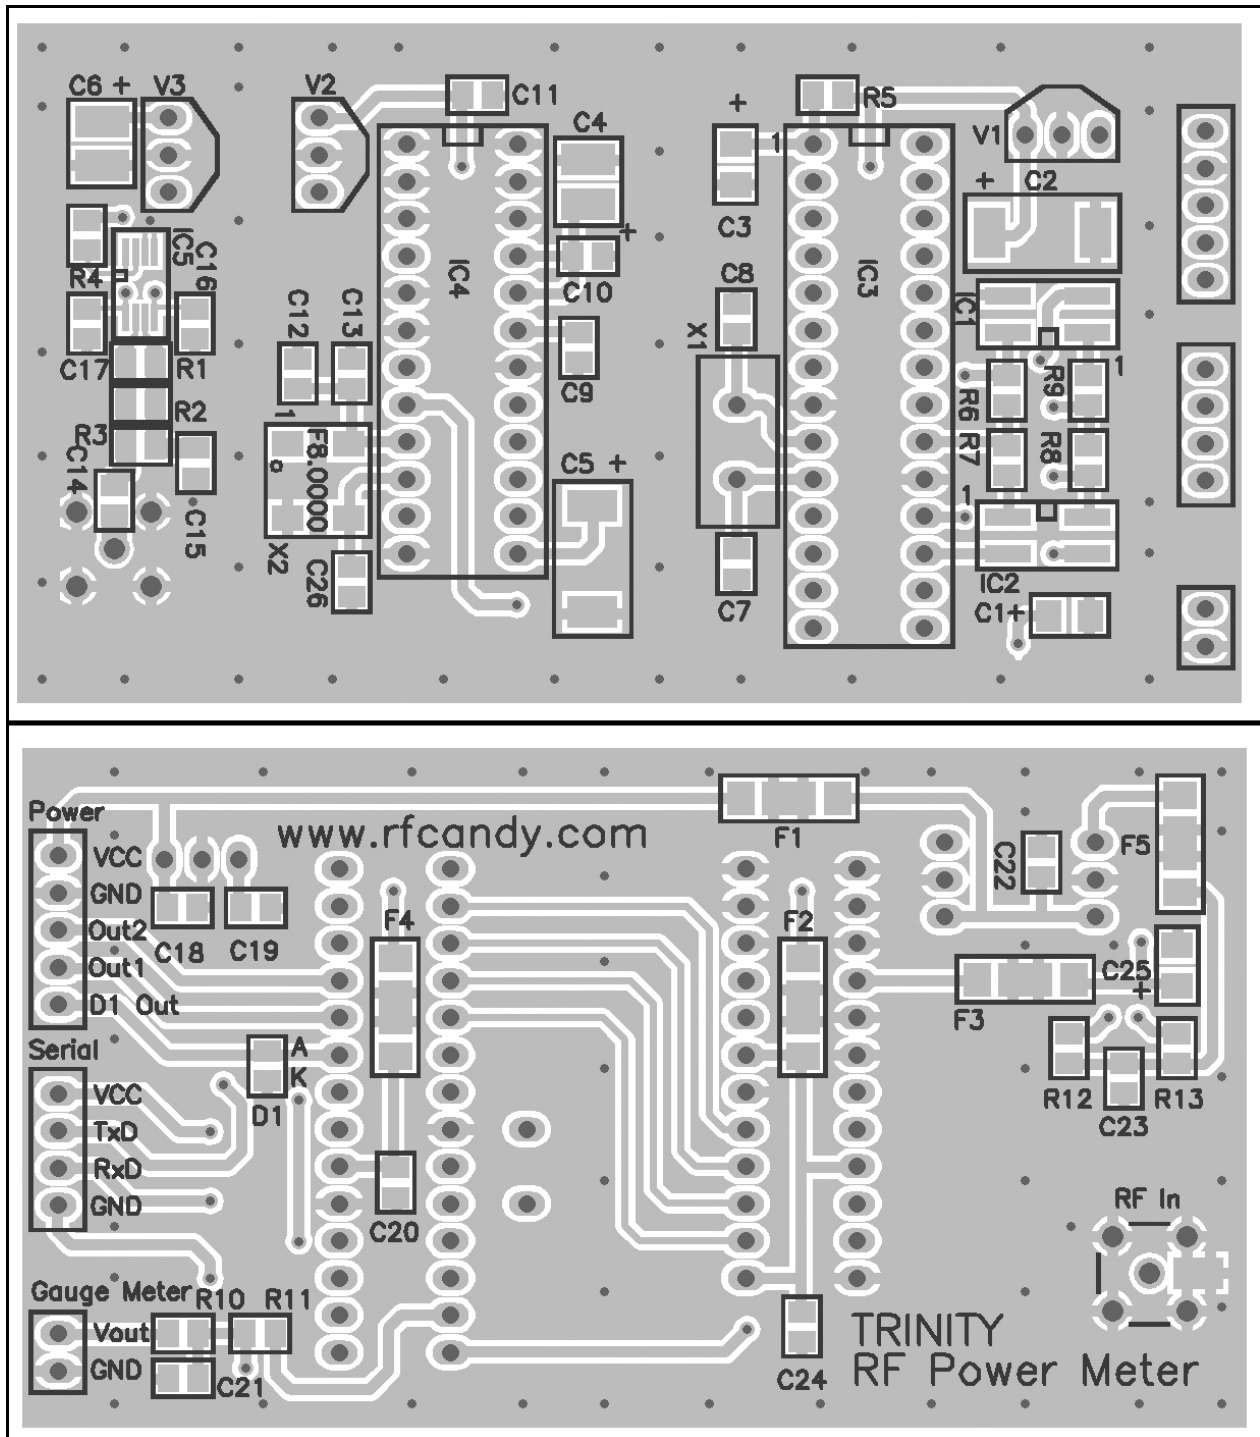 C6 + V3 V2 C11 C4 + R5 V1
1 C3 + C2
R4 IC5 C16 IC4 C10 + C8 IC3 IC1
C12 C13 X1
C17 R1 C9 R6 R9 1
R2
R3 1 R7 R8
C14 F8.0000 C5 + 1
C15 X2 C26 C7 IC2
C1+
Power www.rfcandy.com F1
VCC C22 F5
GND F4 F2
Out2 C18 C19
Out1 C25
D1 Out +
F3
Serial A
K
VCC D1 R12 R13
TxD C23
RxD
GND C20 RF In
Gauge Meter R10 R11
Vout TRINITY
GND C21 C24 RF Power Meter